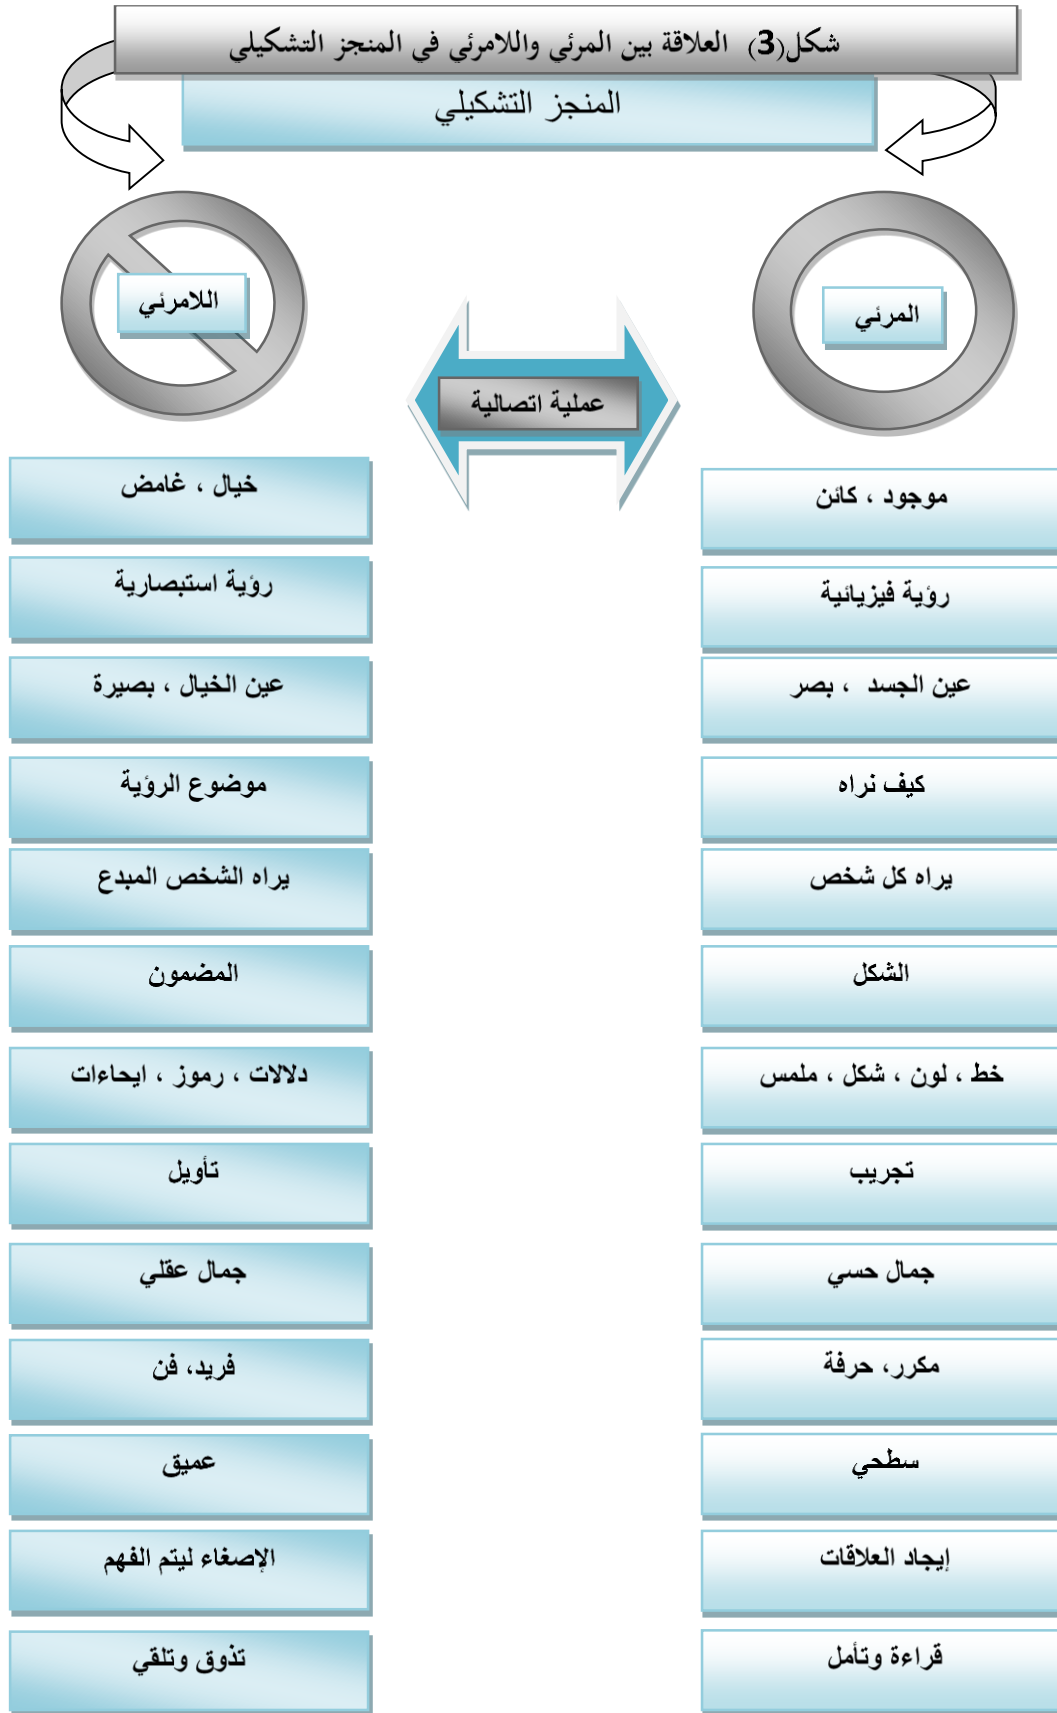 شكل(3) العلاقة بين المرئي واللامرئي في المنجز التشكيلي
المنجز التشكيلي
المرئي
اللامرئي
عملية اتصالية
موجود ، كائن
خيال ، غامض
رؤية فيزيائية
رؤية استبصارية
عين الجسد ، بصر
عين الخيال ، بصيرة
كيف نراه
موضوع الرؤية
يراه كل شخص
يراه الشخص المبدع
الشكل
المضمون
خط ، لون ، شكل ، ملمس
دلالات ، رموز ، ايحاءات
تجريب
تأويل
جمال حسي
جمال عقلي
مكرر، حرفة
فريد، فن
سطحي
عميق
إيجاد العلاقات
الإصغاء ليتم الفهم
قراءة وتأمل
تذوق وتلقي